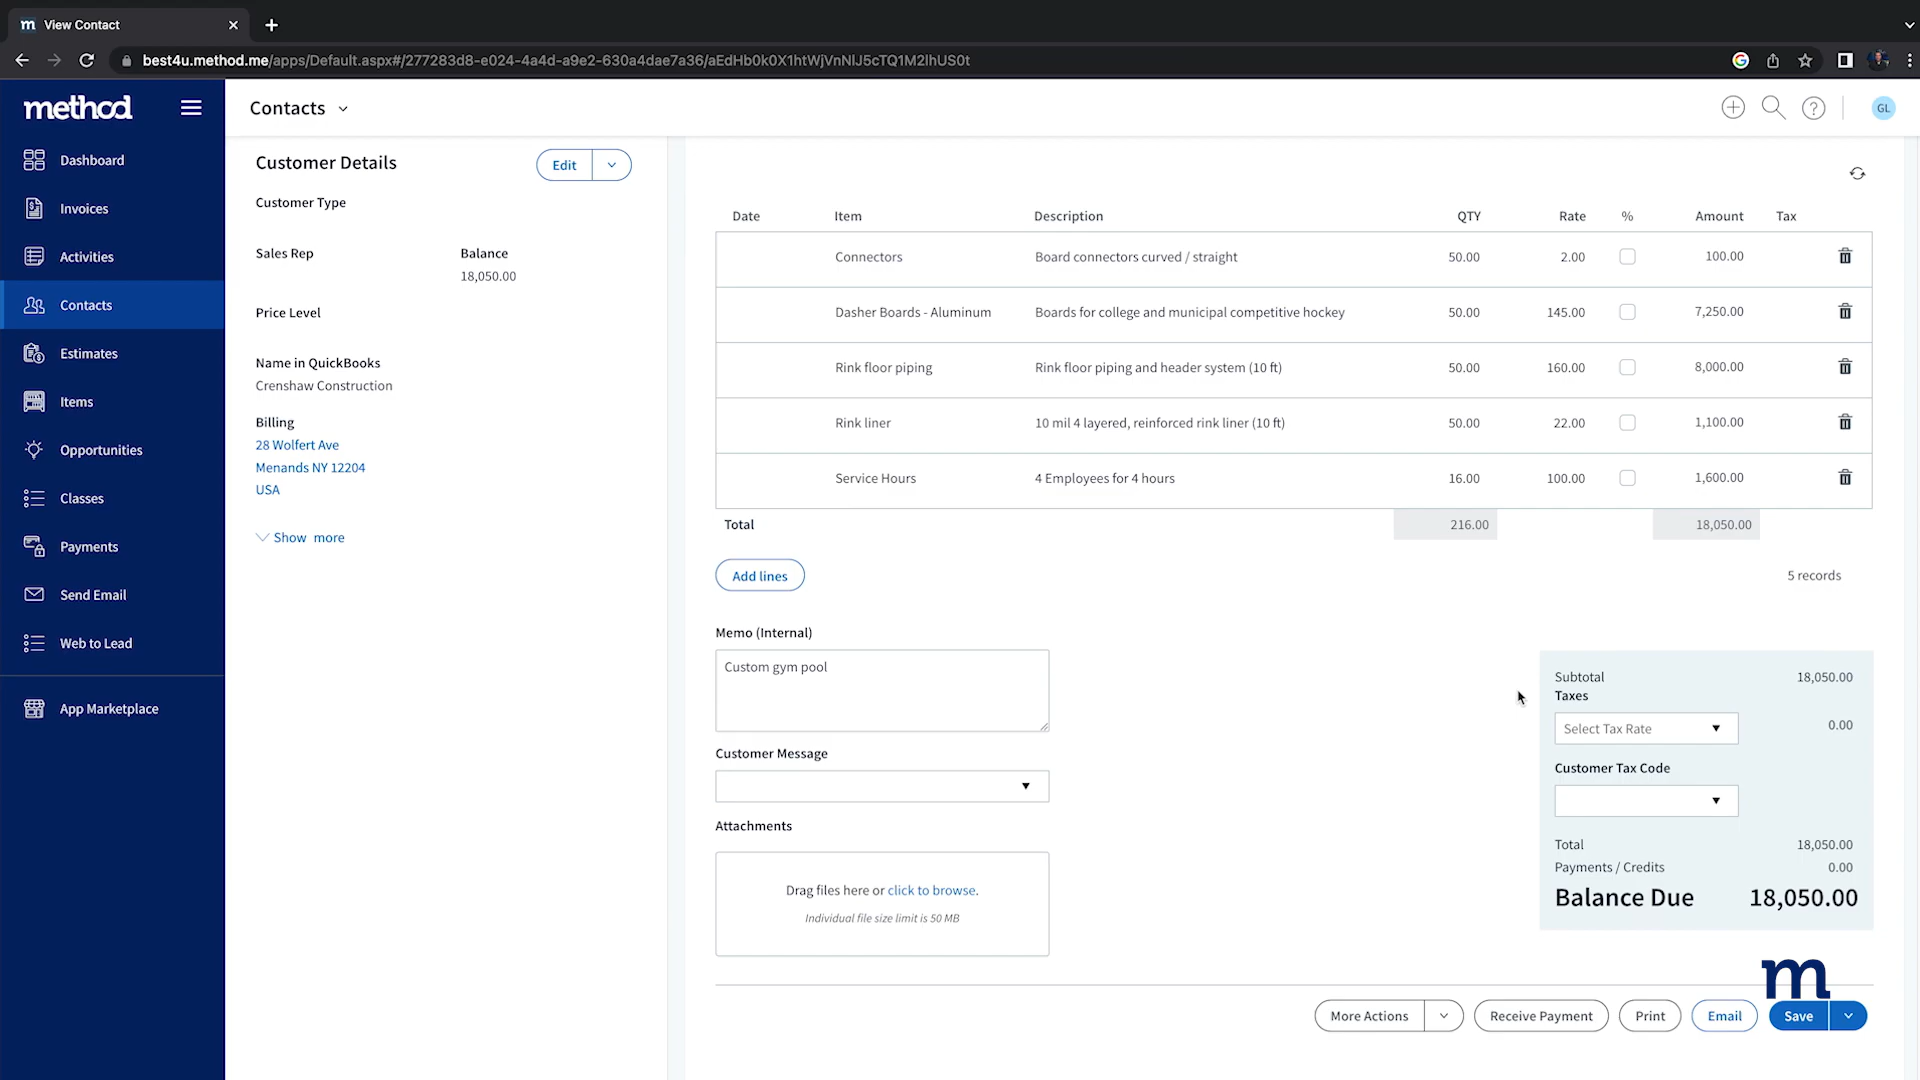 m View Contact
best4u.method.me/apps/Default.aspx#/277283d8-e024-4a4d-a9e2-630a4dae7a36/aEdHb0k0X1htWjVnNlJ5cTQ1M2lhUS0t
method
Contacts
GL
Dashboard
Invoices
Activities
Contacts
Estimates
Items
Opportunities
Classes
Payments
Send Email
Web to Lead
App Marketplace
Customer Details
Edit
Customer Type
Sales Rep Balance
18,050.00
Price Level
Name in QuickBooks
Crenshaw Construction
Billing
28 Wolfert Ave
Menands NY 12204
USA
Show more
Date Item Description QTY Rate % Amount Tax
Connectors Board connectors curved / straight 50.00 2.00 100.00
Dasher Boards - Aluminum Boards for college and municipal competitive hockey 50.00 145.00 7,250.00
Rink floor piping Rink floor piping and header system (10 ft) 50.00 160.00 8,000.00
Rink liner 10 mil 4 layered, reinforced rink liner (10 ft) 50.00 22.00 1,100.00
Service Hours 4 Employees for 4 hours 16.00 100.00 1,600.00
Total 216.00 18,050.00
Add lines 5 records
Memo (Internal)
Custom gym pool
Customer Message
Attachments
Drag files here or click to browse.
Individual file size limit is 50 MB
Subtotal 18,050.00
Taxes
Select Tax Rate 0.00
Customer Tax Code
Total 18,050.00
Payments / Credits 0.00
Balance Due 18,050.00
m
More Actions Receive Payment Print Email Save